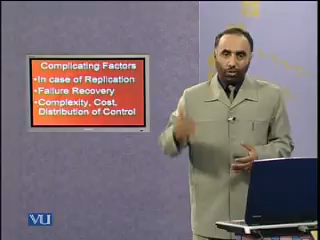 Complicating Factors
•In case of Replication
•Failure Recovery
•Complexity, Cost,
Distribution of Control
VU